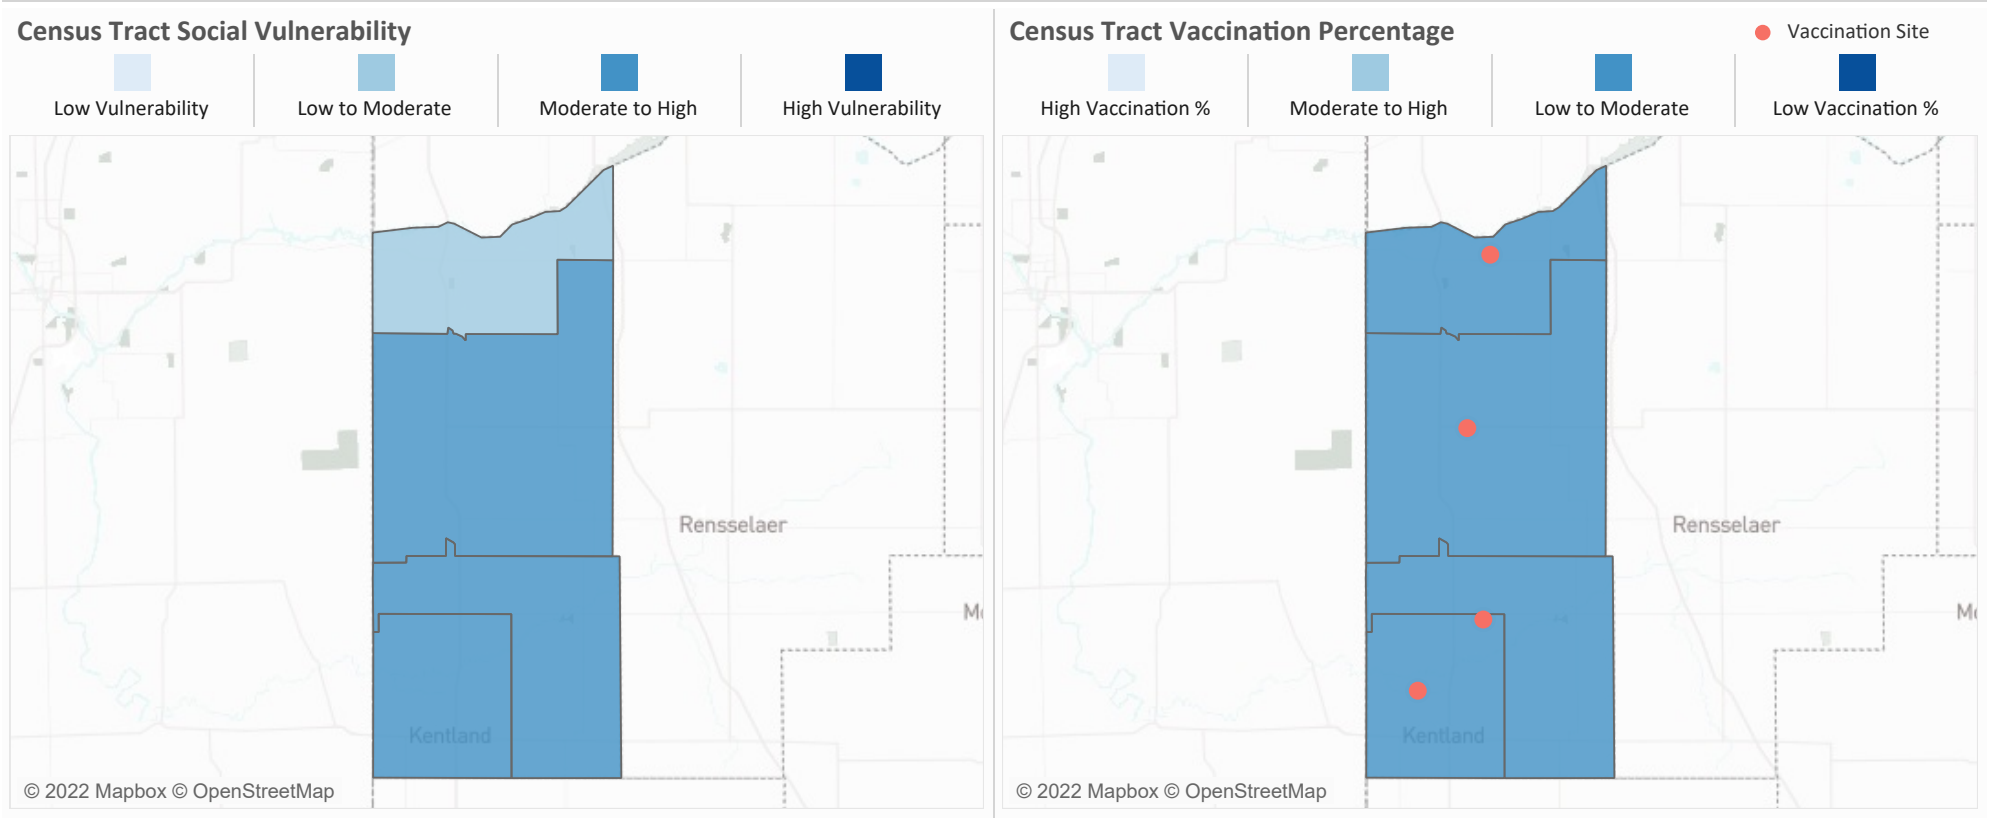 Census Tract Social Vulnerability
Low Vulnerability
Low to Moderate
Moderate to High
High Vulnerability
Rensselaer
Kentland
© 2022 Mapbox © OpenStreetMap
Census Tract Vaccination Percentage
Vaccination Site
High Vaccination %
Moderate to High
Low to Moderate
Low Vaccination %
Rensselaer
Kentland
© 2022 Mapbox © OpenStreetMap